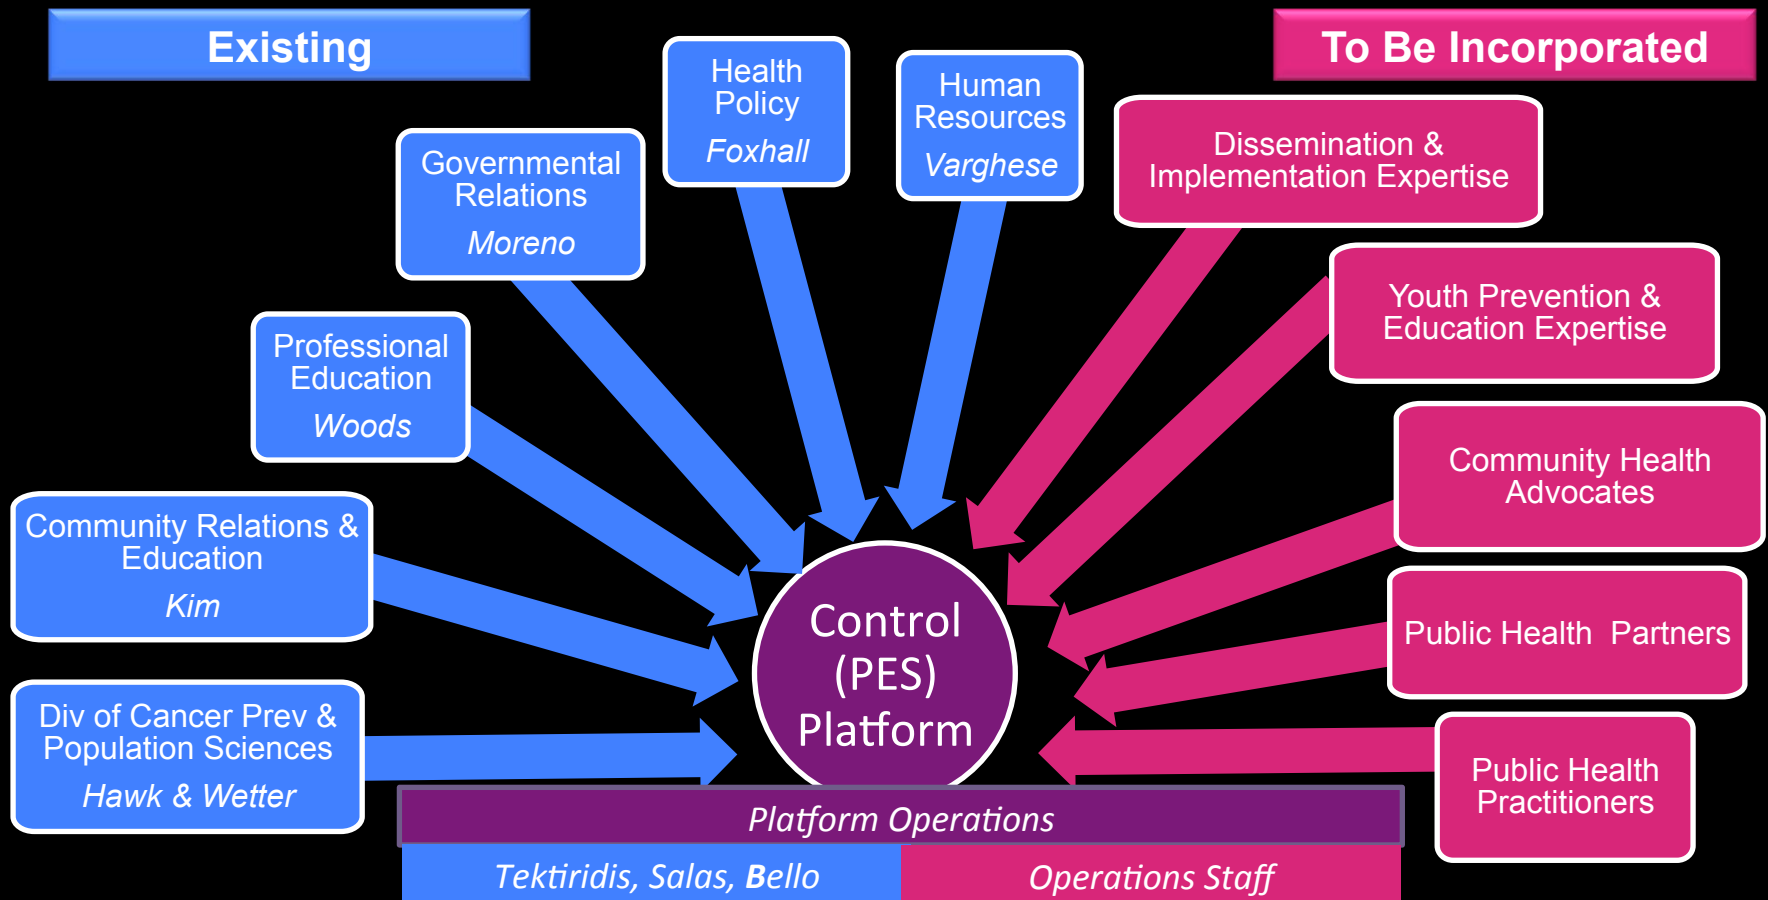 Existing
To Be Incorporated
Health
Policy
Foxhall
Human
Resources
Varghese
Governmental
Relations
Moreno
Dissemination &
Implementation Expertise
Professional
Education
Woods
Youth Prevention &
Education Expertise
Community Relations &
Education
Kim
Community Health
Advocates
Div of Cancer Prev &
Population Sciences
Hawk & Wetter
Control
(PES)
Platform
Public Health Partners
Public Health
Practitioners
Platform Operations
Tektiridis, Salas, Bello
Operations Staff